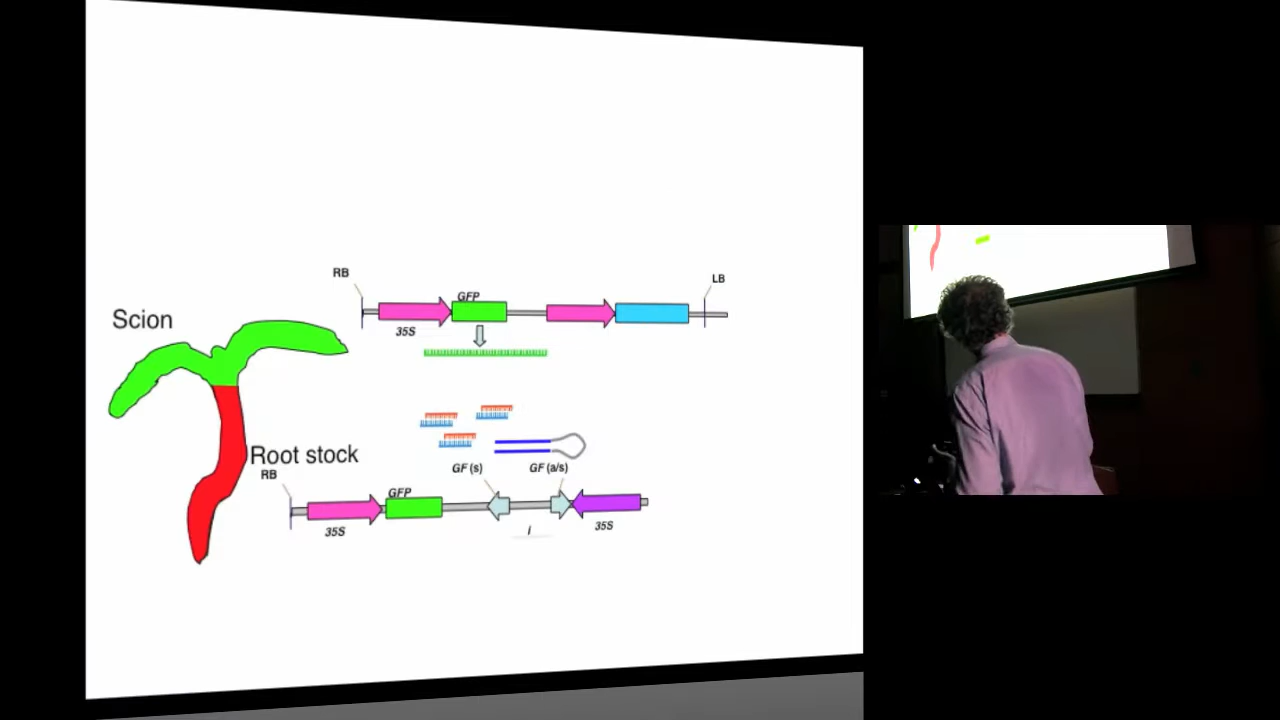 RB
LB
GFP
35S
Scion
Root stock
RB
GF (s)
GF (a/s)
GFP
35S
i
35S